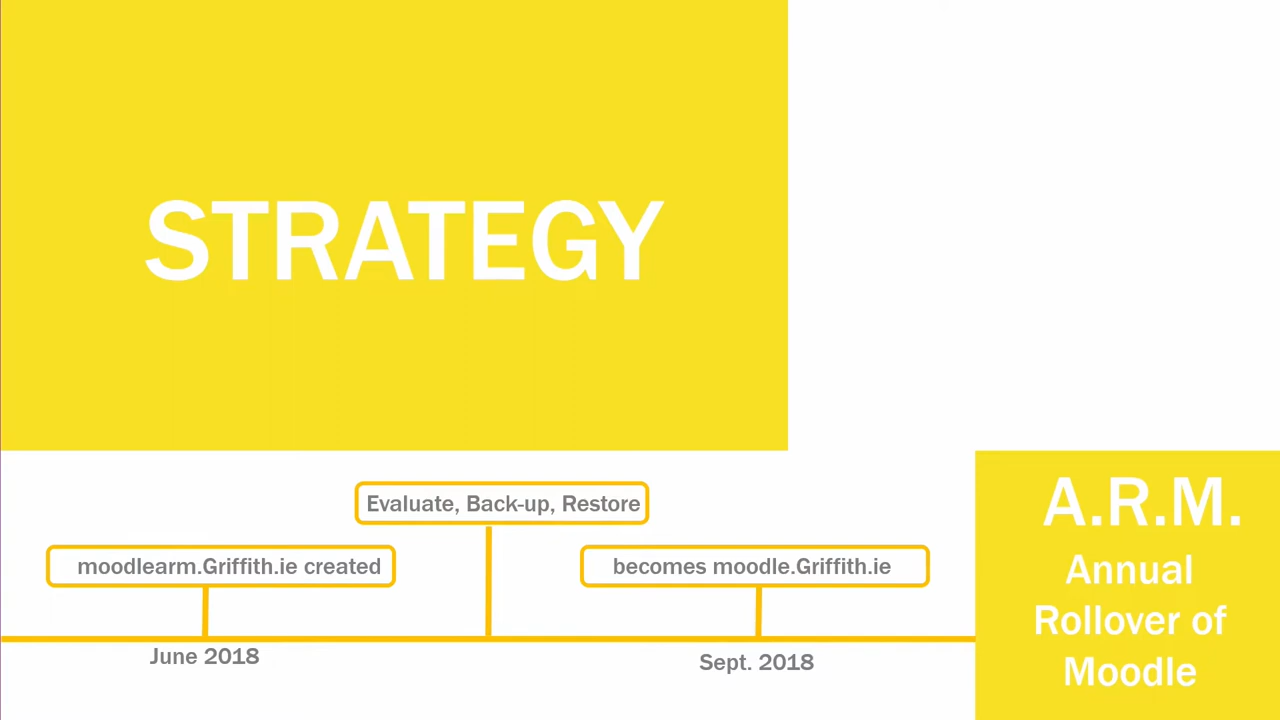 STRATEGY
Evaluate, Back-up, Restore
moodlearm.Griffith.ie created
becomes moodle.Griffith.ie
June 2018
Sept. 2018
A.R.M.
Annual
Rollover of
Moodle